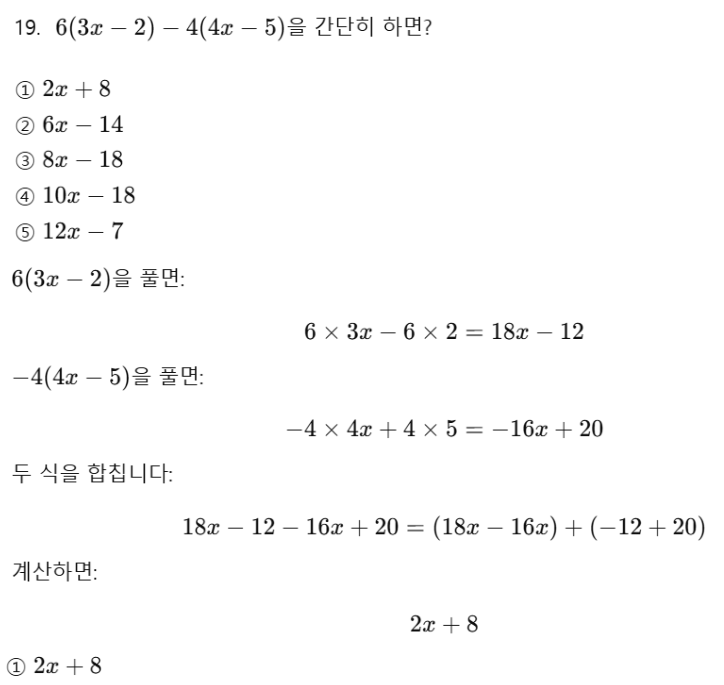 19. 6(3x − 2) − 4(4x − 5)을 간단히 하면?
① 2x + 8
② 6x − 14
③ 8x − 18
④ 10x − 18
⑤ 12x − 7
6(3x − 2)을 풀면:
6 × 3x − 6 × 2 = 18x − 12
−4(4x − 5)을 풀면:
−4 × 4x + 4 × 5 = −16x + 20
두 식을 합칩니다:
18x − 12 − 16x + 20 = (18x − 16x) + (−12 + 20)
계산하면:
2x + 8
① 2x + 8